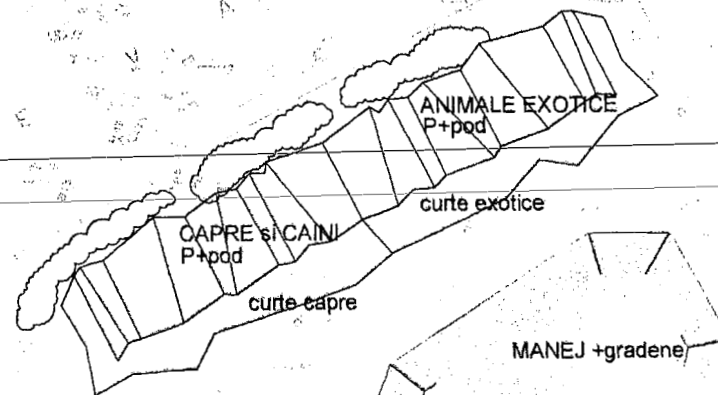 ANIMALE EXOTICE
P+pod
curte exotice
CAPRE si CAINI
P+pod
curte capre
MANEJ +gradene